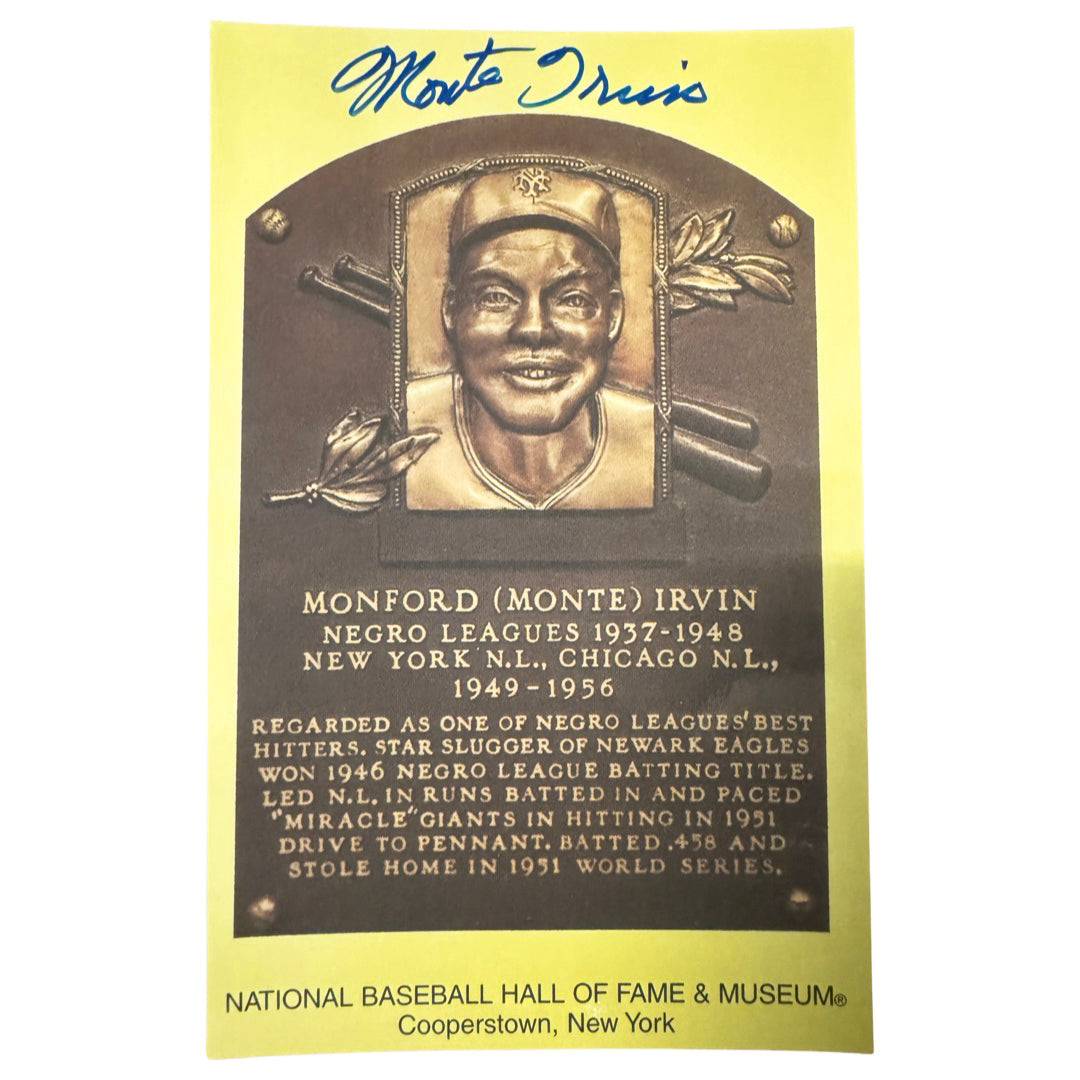 Monte Irvin
NY
MONFORD (MONTE) IRVIN
NEGRO LEAGUES 1937-1948
NEW YORK N.L., CHICAGO N.L.,
1949-1956
REGARDED AS ONE OF NEGRO LEAGUES' BEST
HITTERS. STAR SLUGGER OF NEWARK EAGLES
WON 1946 NEGRO LEAGUE BATTING TITLE.
LED N.L. IN RUNS BATTED IN AND PACED
"MIRACLE" GIANTS IN HITTING IN 1951
DRIVE TO PENNANT. BATTED .458 AND
STOLE HOME IN 1951 WORLD SERIES.
NATIONAL BASEBALL HALL OF FAME & MUSEUM®
Cooperstown, New York